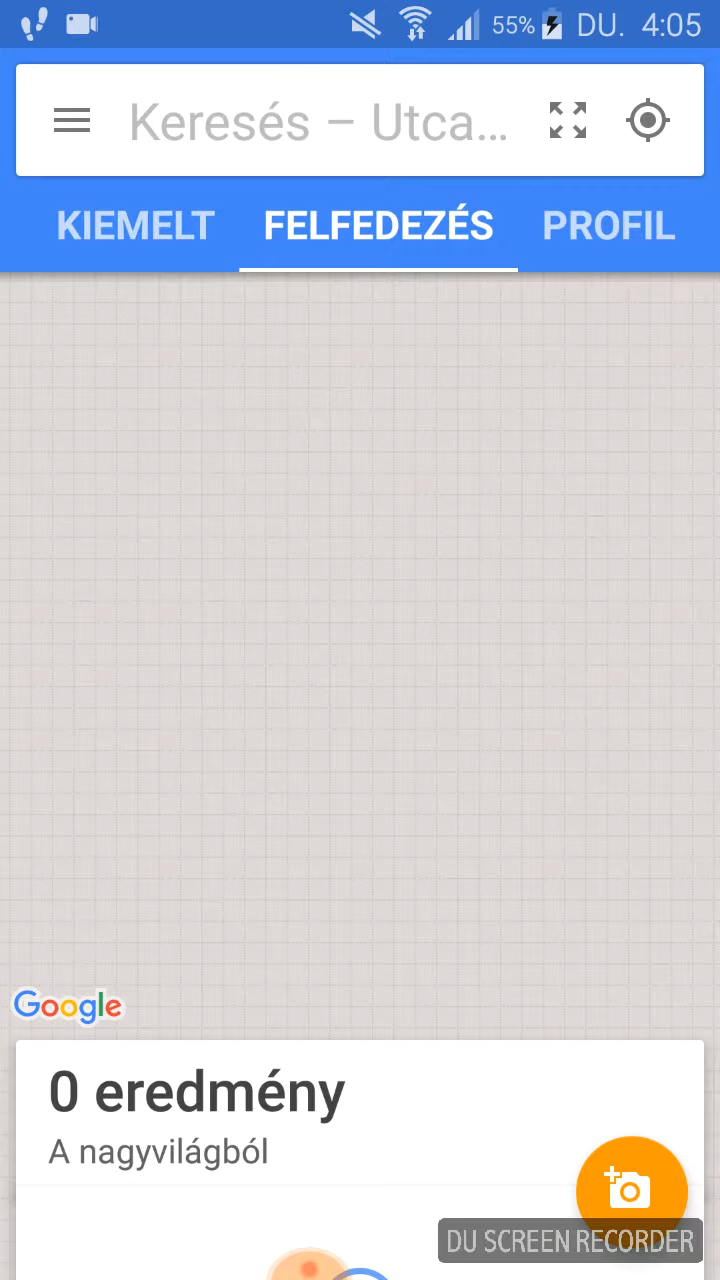 55% DU. 4:05
Keresés – Utca...
KIEMELT FELFEDEZÉS PROFIL
Google
0 eredmény
A nagyvilágból
DU SCREEN RECORDER